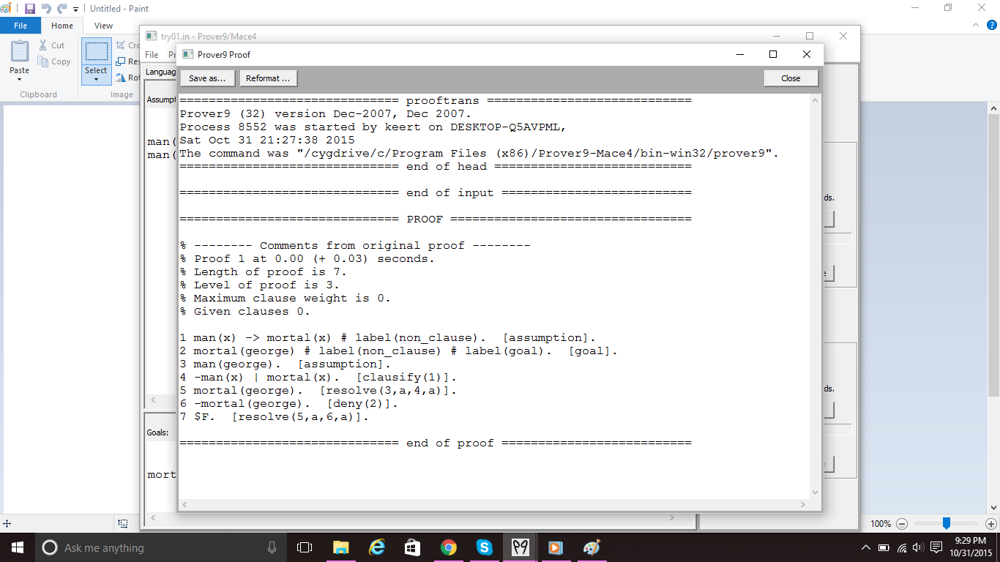 Untitled - Paint
File Home View
Paste
Cut
Copy
Clipboard
Select
Cro
Res
Rot
Image
try01.in - Prover9/Mace4
File Pr
Languag
Assumpt
man(
man(
Goals:
mort
ds.
ds.
Prover9 Proof
Save as... Reformat ... Close
============================== prooftrans ============================
Prover9 (32) version Dec-2007, Dec 2007.
Process 8552 was started by keert on DESKTOP-Q5AVPML,
Sat Oct 31 21:27:38 2015
The command was "/cygdrive/c/Program Files (x86)/Prover9-Mace4/bin-win32/prover9".
============================== end of head ===========================
============================== end of input ==========================
============================== PROOF =================================
% -------- Comments from original proof --------
% Proof 1 at 0.00 (+ 0.03) seconds.
% Length of proof is 7.
% Level of proof is 3.
% Maximum clause weight is 0.
% Given clauses 0.
1 man(x) -> mortal(x) # label(non_clause).  [assumption].
2 mortal(george) # label(non_clause) # label(goal).  [goal].
3 man(george).  [assumption].
4 -man(x) | mortal(x).  [clausify(1)].
5 mortal(george).  [resolve(3,a,4,a)].
6 -mortal(george).  [deny(2)].
7 $F.  [resolve(5,a,6,a)].
============================== end of proof ==========================
100%
Ask me anything
9:29 PM
10/31/2015